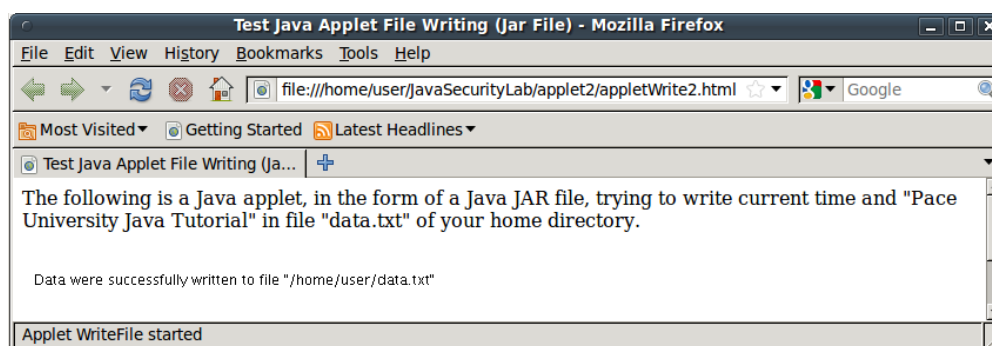 Test Java Applet File Writing (Jar File) - Mozilla Firefox
File Edit View History Bookmarks Tools Help
file:///home/user/JavaSecurityLab/applet2/appletWrite2.html Google
Most Visited Getting Started Latest Headlines
Test Java Applet File Writing (Ja...
The following is a Java applet, in the form of a Java JAR file, trying to write current time and "Pace
University Java Tutorial" in file "data.txt" of your home directory.
Data were successfully written to file "/home/user/data.txt"
Applet WriteFile started